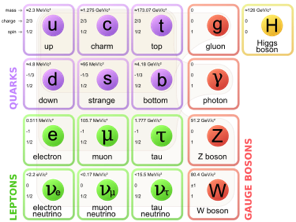 mass → ≈2.3 MeV/c² ≈1.275 GeV/c² ≈173.07 GeV/c² 0 ≈126 GeV/c²
charge → 2/3 2/3 2/3 0 0
spin → 1/2 1/2 1/2 1 0
u c t g H
up charm top gluon Higgs boson
QUARKS
≈4.8 MeV/c² ≈95 MeV/c² ≈4.18 GeV/c² 0
-1/3 -1/3 -1/3 0
1/2 1/2 1/2 1
d s b γ
down strange bottom photon
0.511 MeV/c² 105.7 MeV/c² 1.777 GeV/c² 91.2 GeV/c²
-1 -1 -1 0
1/2 1/2 1/2 1
e μ τ Z
electron muon tau Z boson
LEPTONS
GAUGE BOSONS
<2.2 eV/c² <0.17 MeV/c² <15.5 MeV/c² 80.4 GeV/c²
0 0 0 ±1
1/2 1/2 1/2 1
νe νμ ντ W
electron neutrino muon neutrino tau neutrino W boson